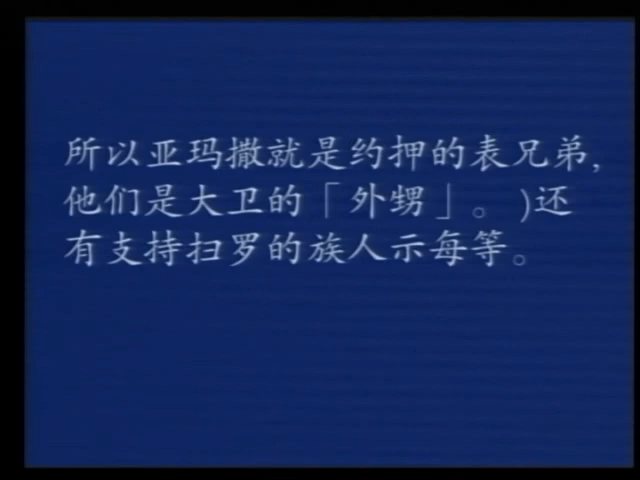 所以亚玛撒就是约押的表兄弟,
他们是大卫的「外甥」。)还
有支持扫罗的族人示每等。